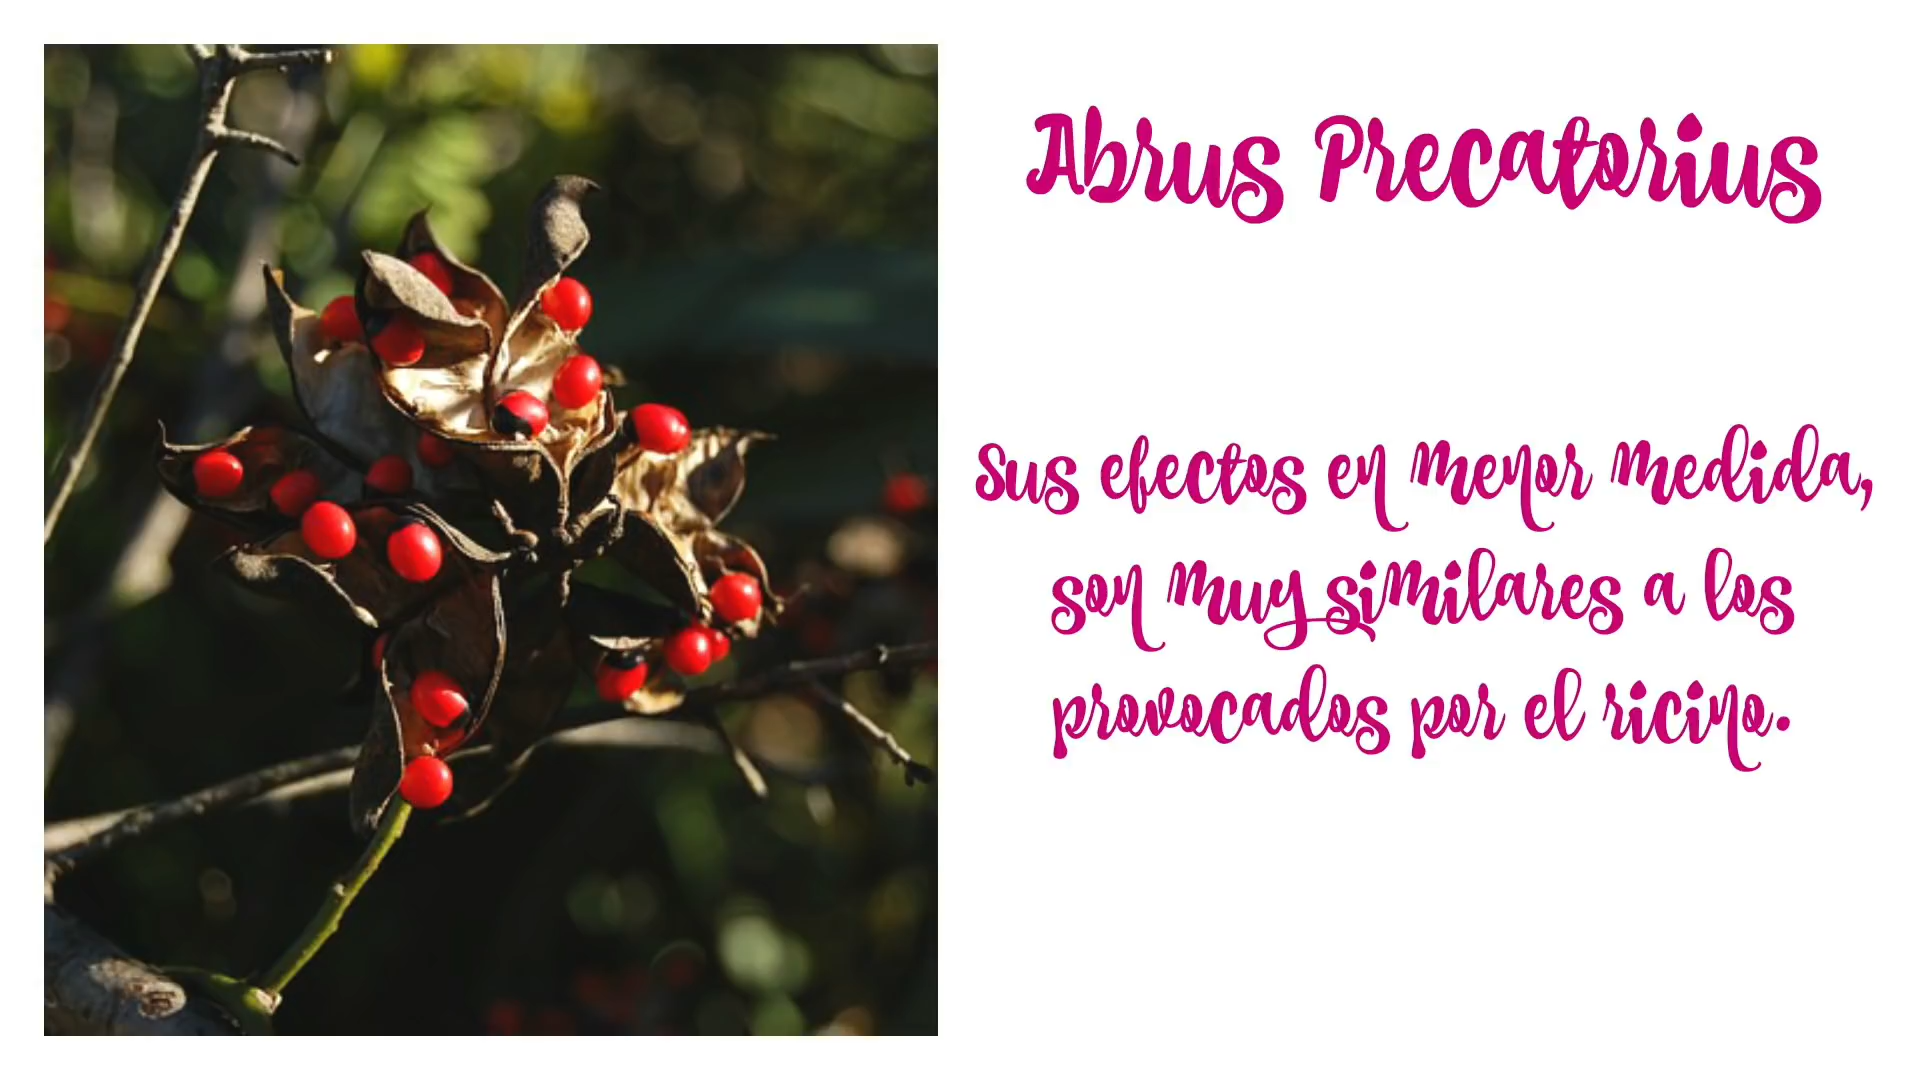 Abrus Precatorius
Sus efectos en menor medida,
son muy similares a los
provocados por el ricino.